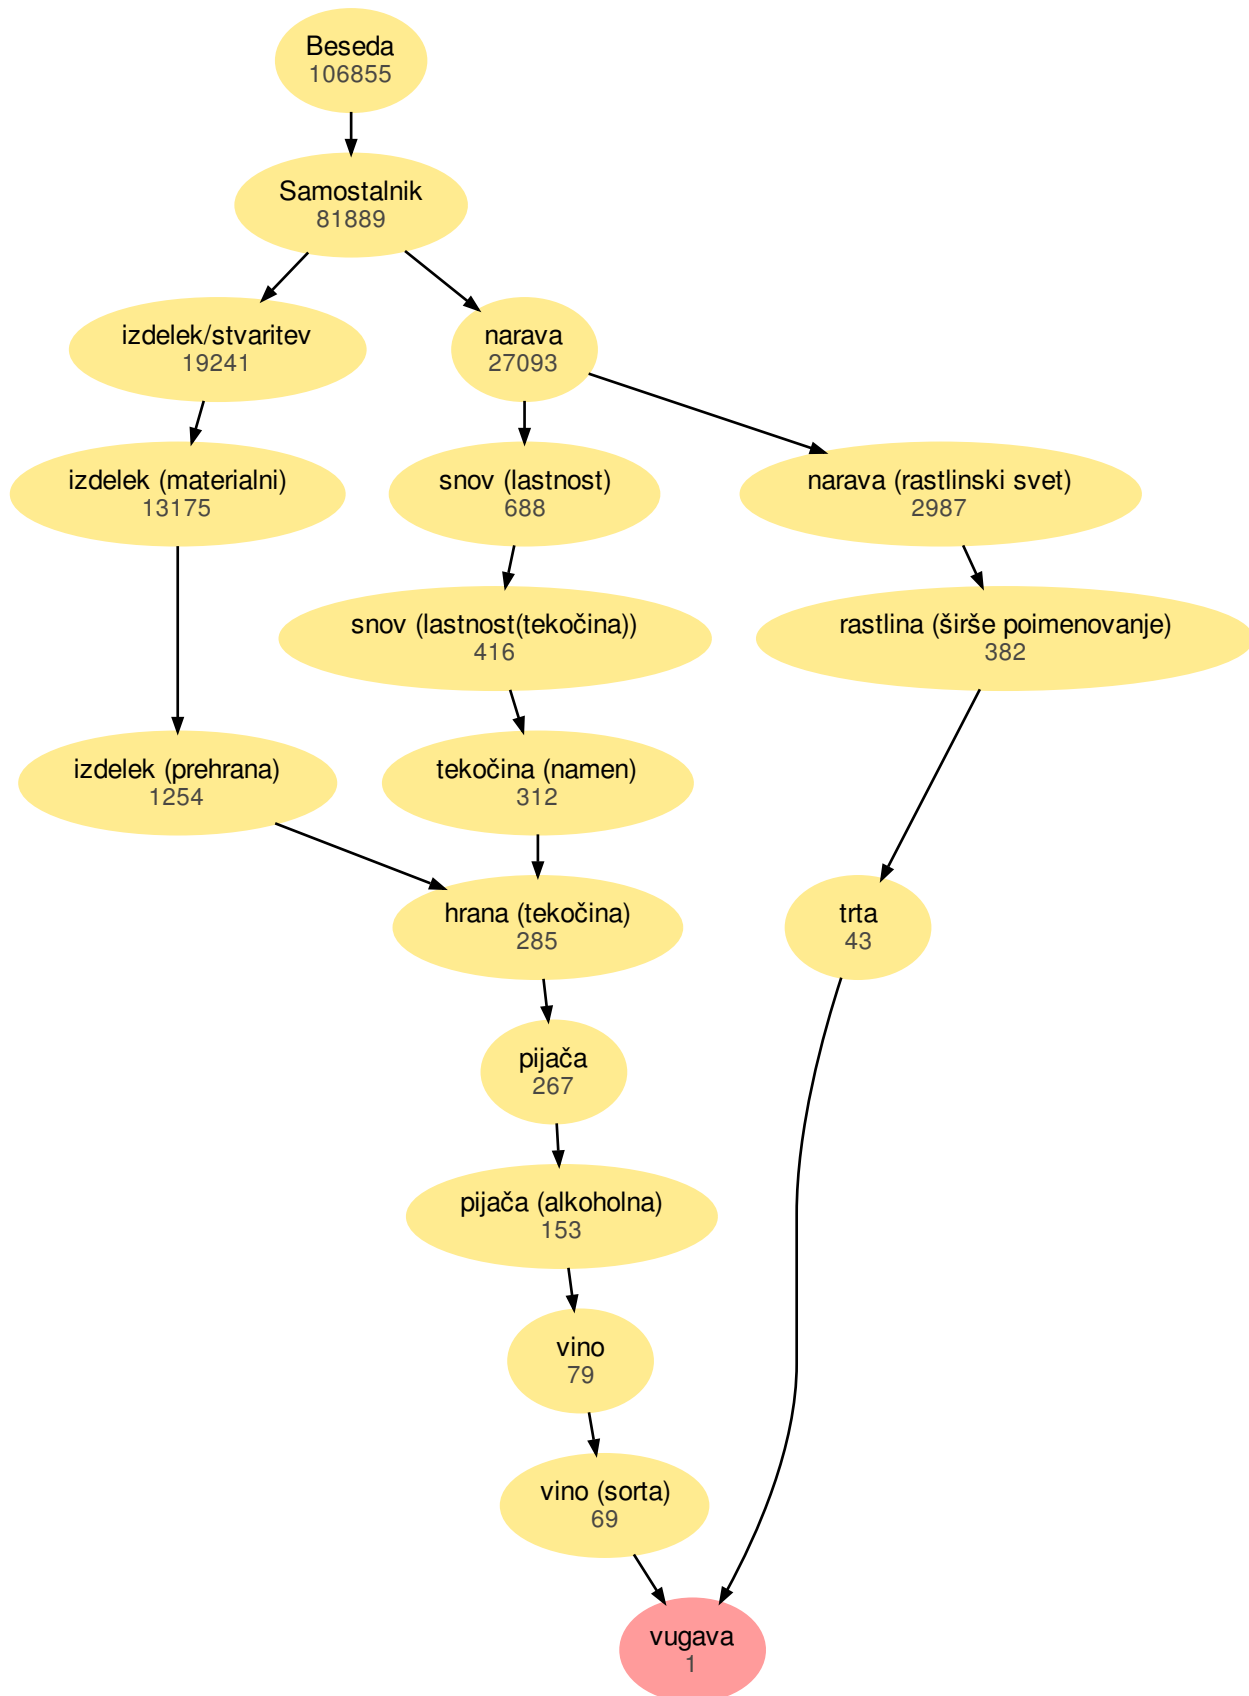 Beseda
106855
Samostalnik
81889
izdelek/stvaritev
19241
narava
27093
izdelek (materialni)
13175
snov (lastnost)
688
narava (rastlinski svet)
2987
snov (lastnost(tekočina))
416
rastlina (širše poimenovanje)
382
izdelek (prehrana)
1254
tekočina (namen)
312
hrana (tekočina)
285
trta
43
pijača
267
pijača (alkoholna)
153
vino
79
vino (sorta)
69
vugava
1